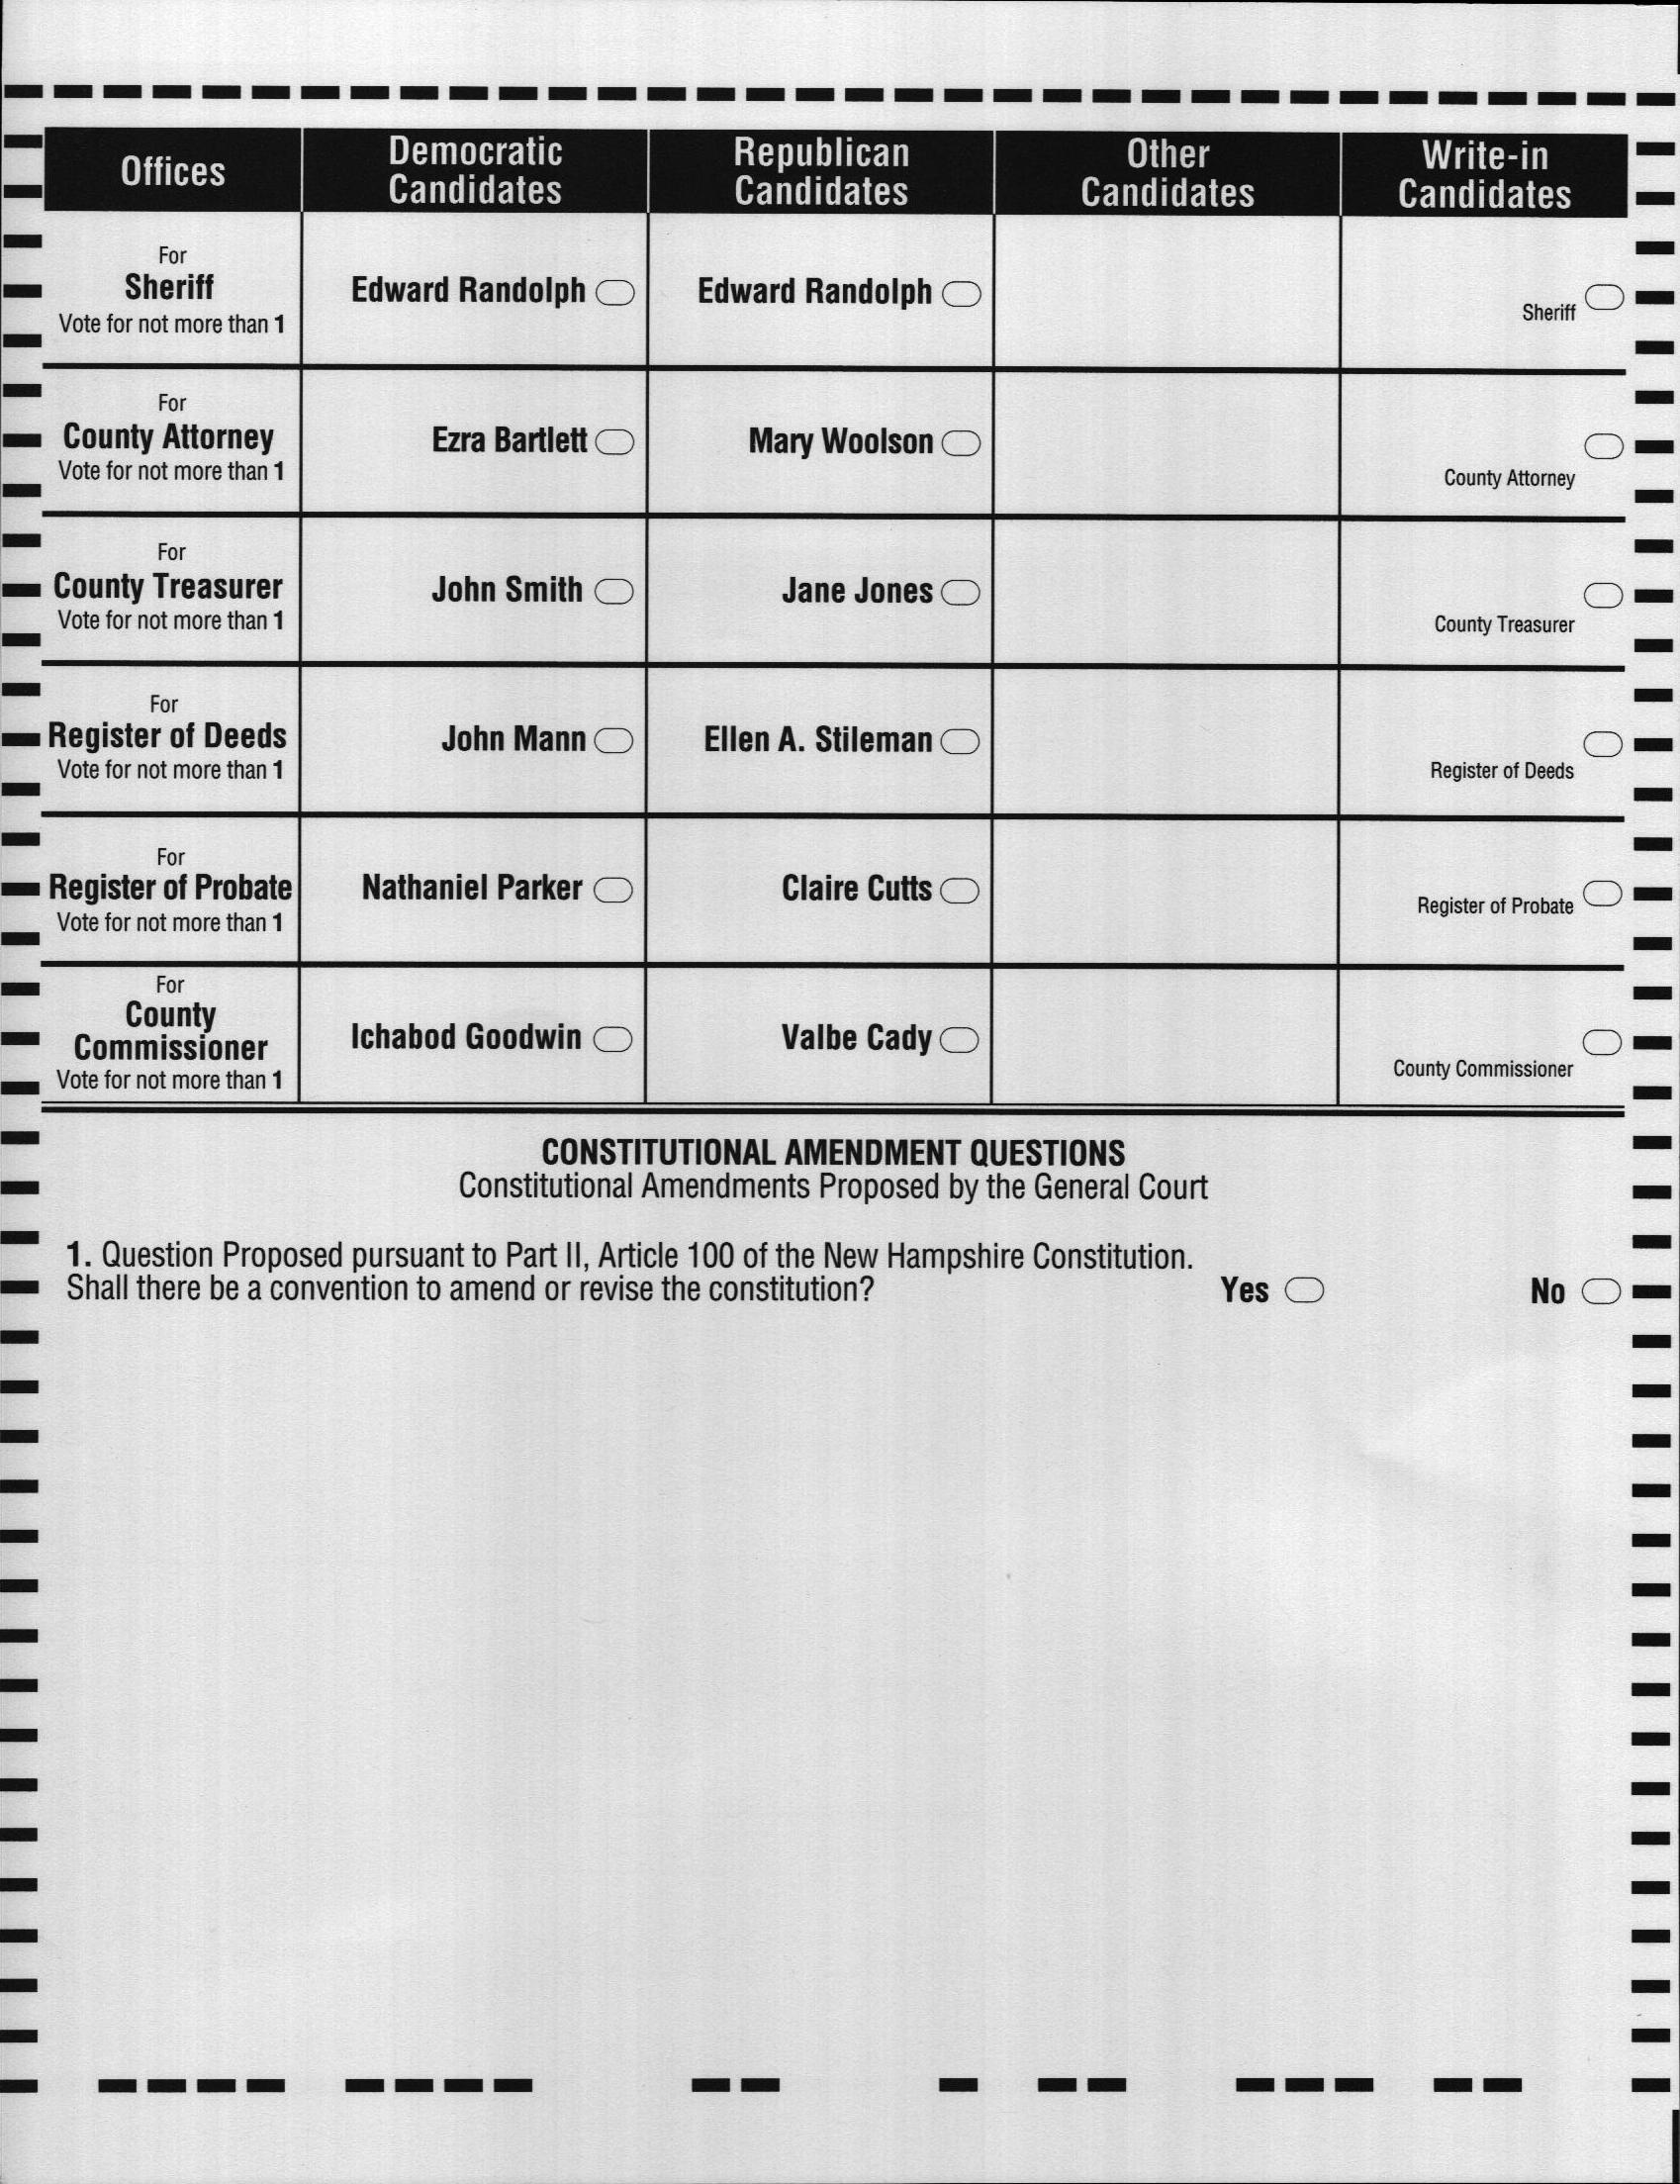 Offices
Democratic
Candidates
Republican
Candidates
Other
Candidates
Write-in
Candidates
For
Sheriff
Vote for not more than 1
Edward Randolph
Edward Randolph
Sheriff
For
County Attorney
Vote for not more than 1
Ezra Bartlett
Mary Woolson
County Attorney
For
County Treasurer
Vote for not more than 1
John Smith
Jane Jones
County Treasurer
For
Register of Deeds
Vote for not more than 1
John Mann
Ellen A. Stileman
Register of Deeds
For
Register of Probate
Vote for not more than 1
Nathaniel Parker
Claire Cutts
Register of Probate
For
County
Commissioner
Vote for not more than 1
Ichabod Goodwin
Valbe Cady
County Commissioner
CONSTITUTIONAL AMENDMENT QUESTIONS
Constitutional Amendments Proposed by the General Court
1. Question Proposed pursuant to Part II, Article 100 of the New Hampshire Constitution.
Shall there be a convention to amend or revise the constitution? Yes No